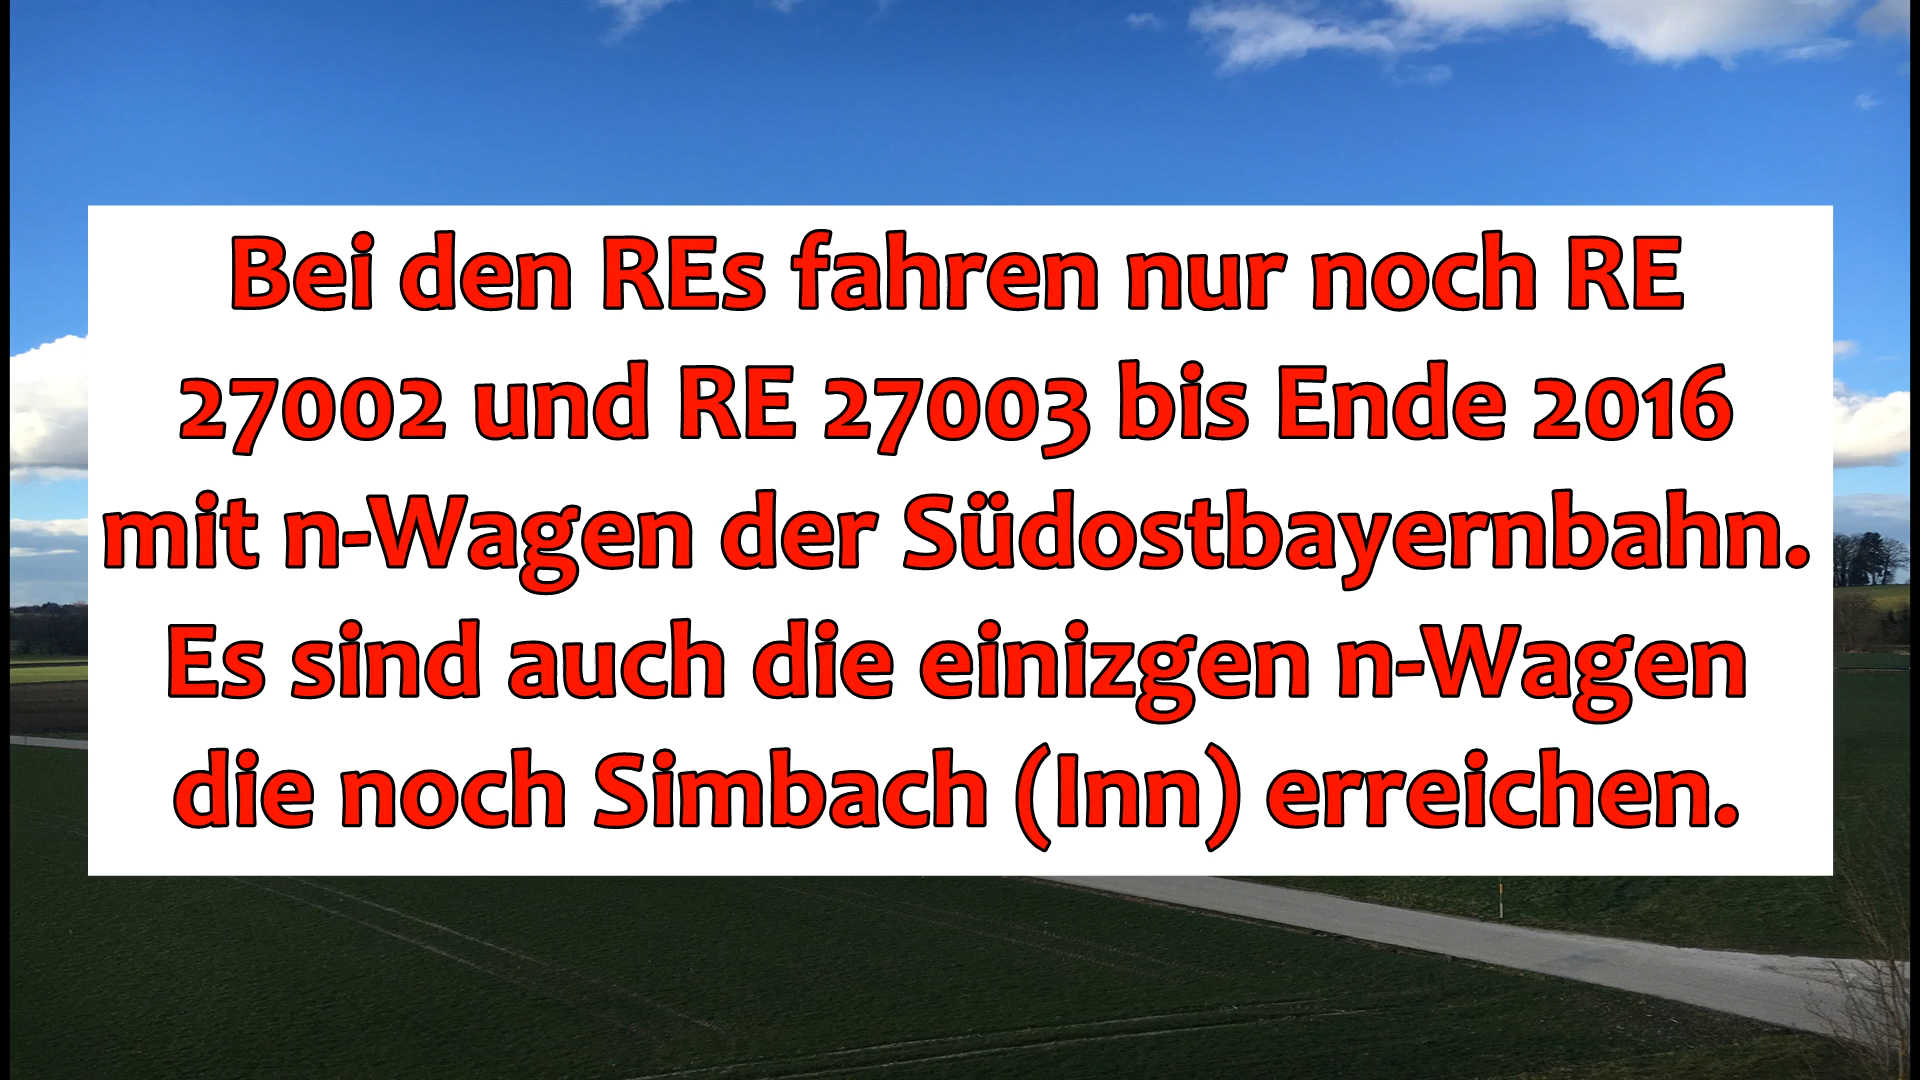 Bei den REs fahren nur noch RE
27002 und RE 27003 bis Ende 2016
mit n-Wagen der Südostbayernbahn.
Es sind auch die einizgen n-Wagen
die noch Simbach (Inn) erreichen.